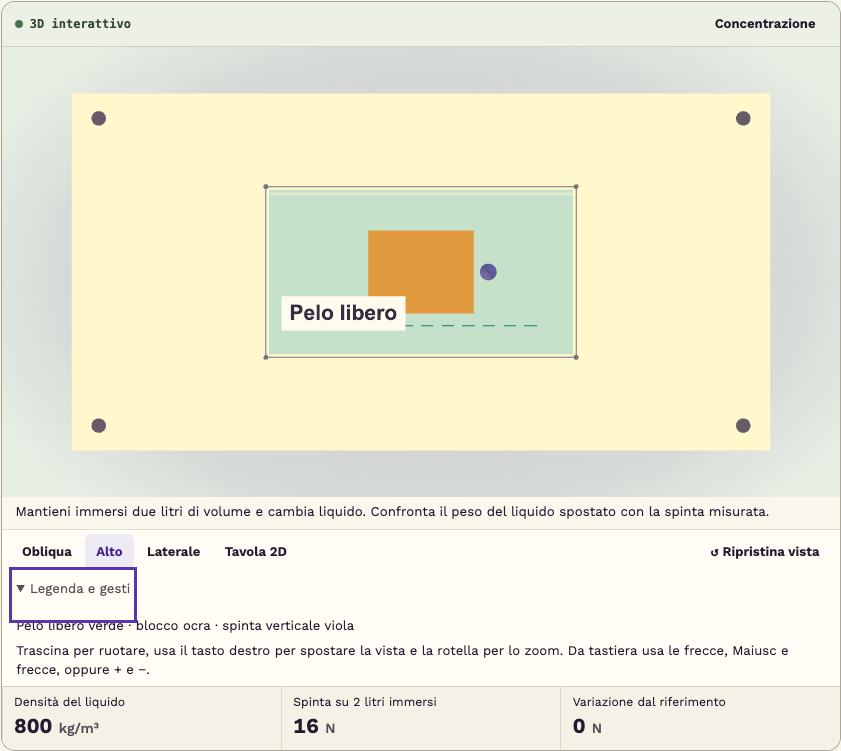 3D interattivo
Concentrazione
Pelo libero
Mantieni immersi due litri di volume e cambia liquido. Confronta il peso del liquido spostato con la spinta misurata.
Obliqua Alto Laterale Tavola 2D ↺ Ripristina vista
▼ Legenda e gesti
Pelo libero verde · blocco ocra · spinta verticale viola
Trascina per ruotare, usa il tasto destro per spostare la vista e la rotella per lo zoom. Da tastiera usa le frecce, Maiusc e
frecce, oppure + e −.
Densità del liquido
800 kg/m³
Spinta su 2 litri immersi
16 N
Variazione dal riferimento
0 N